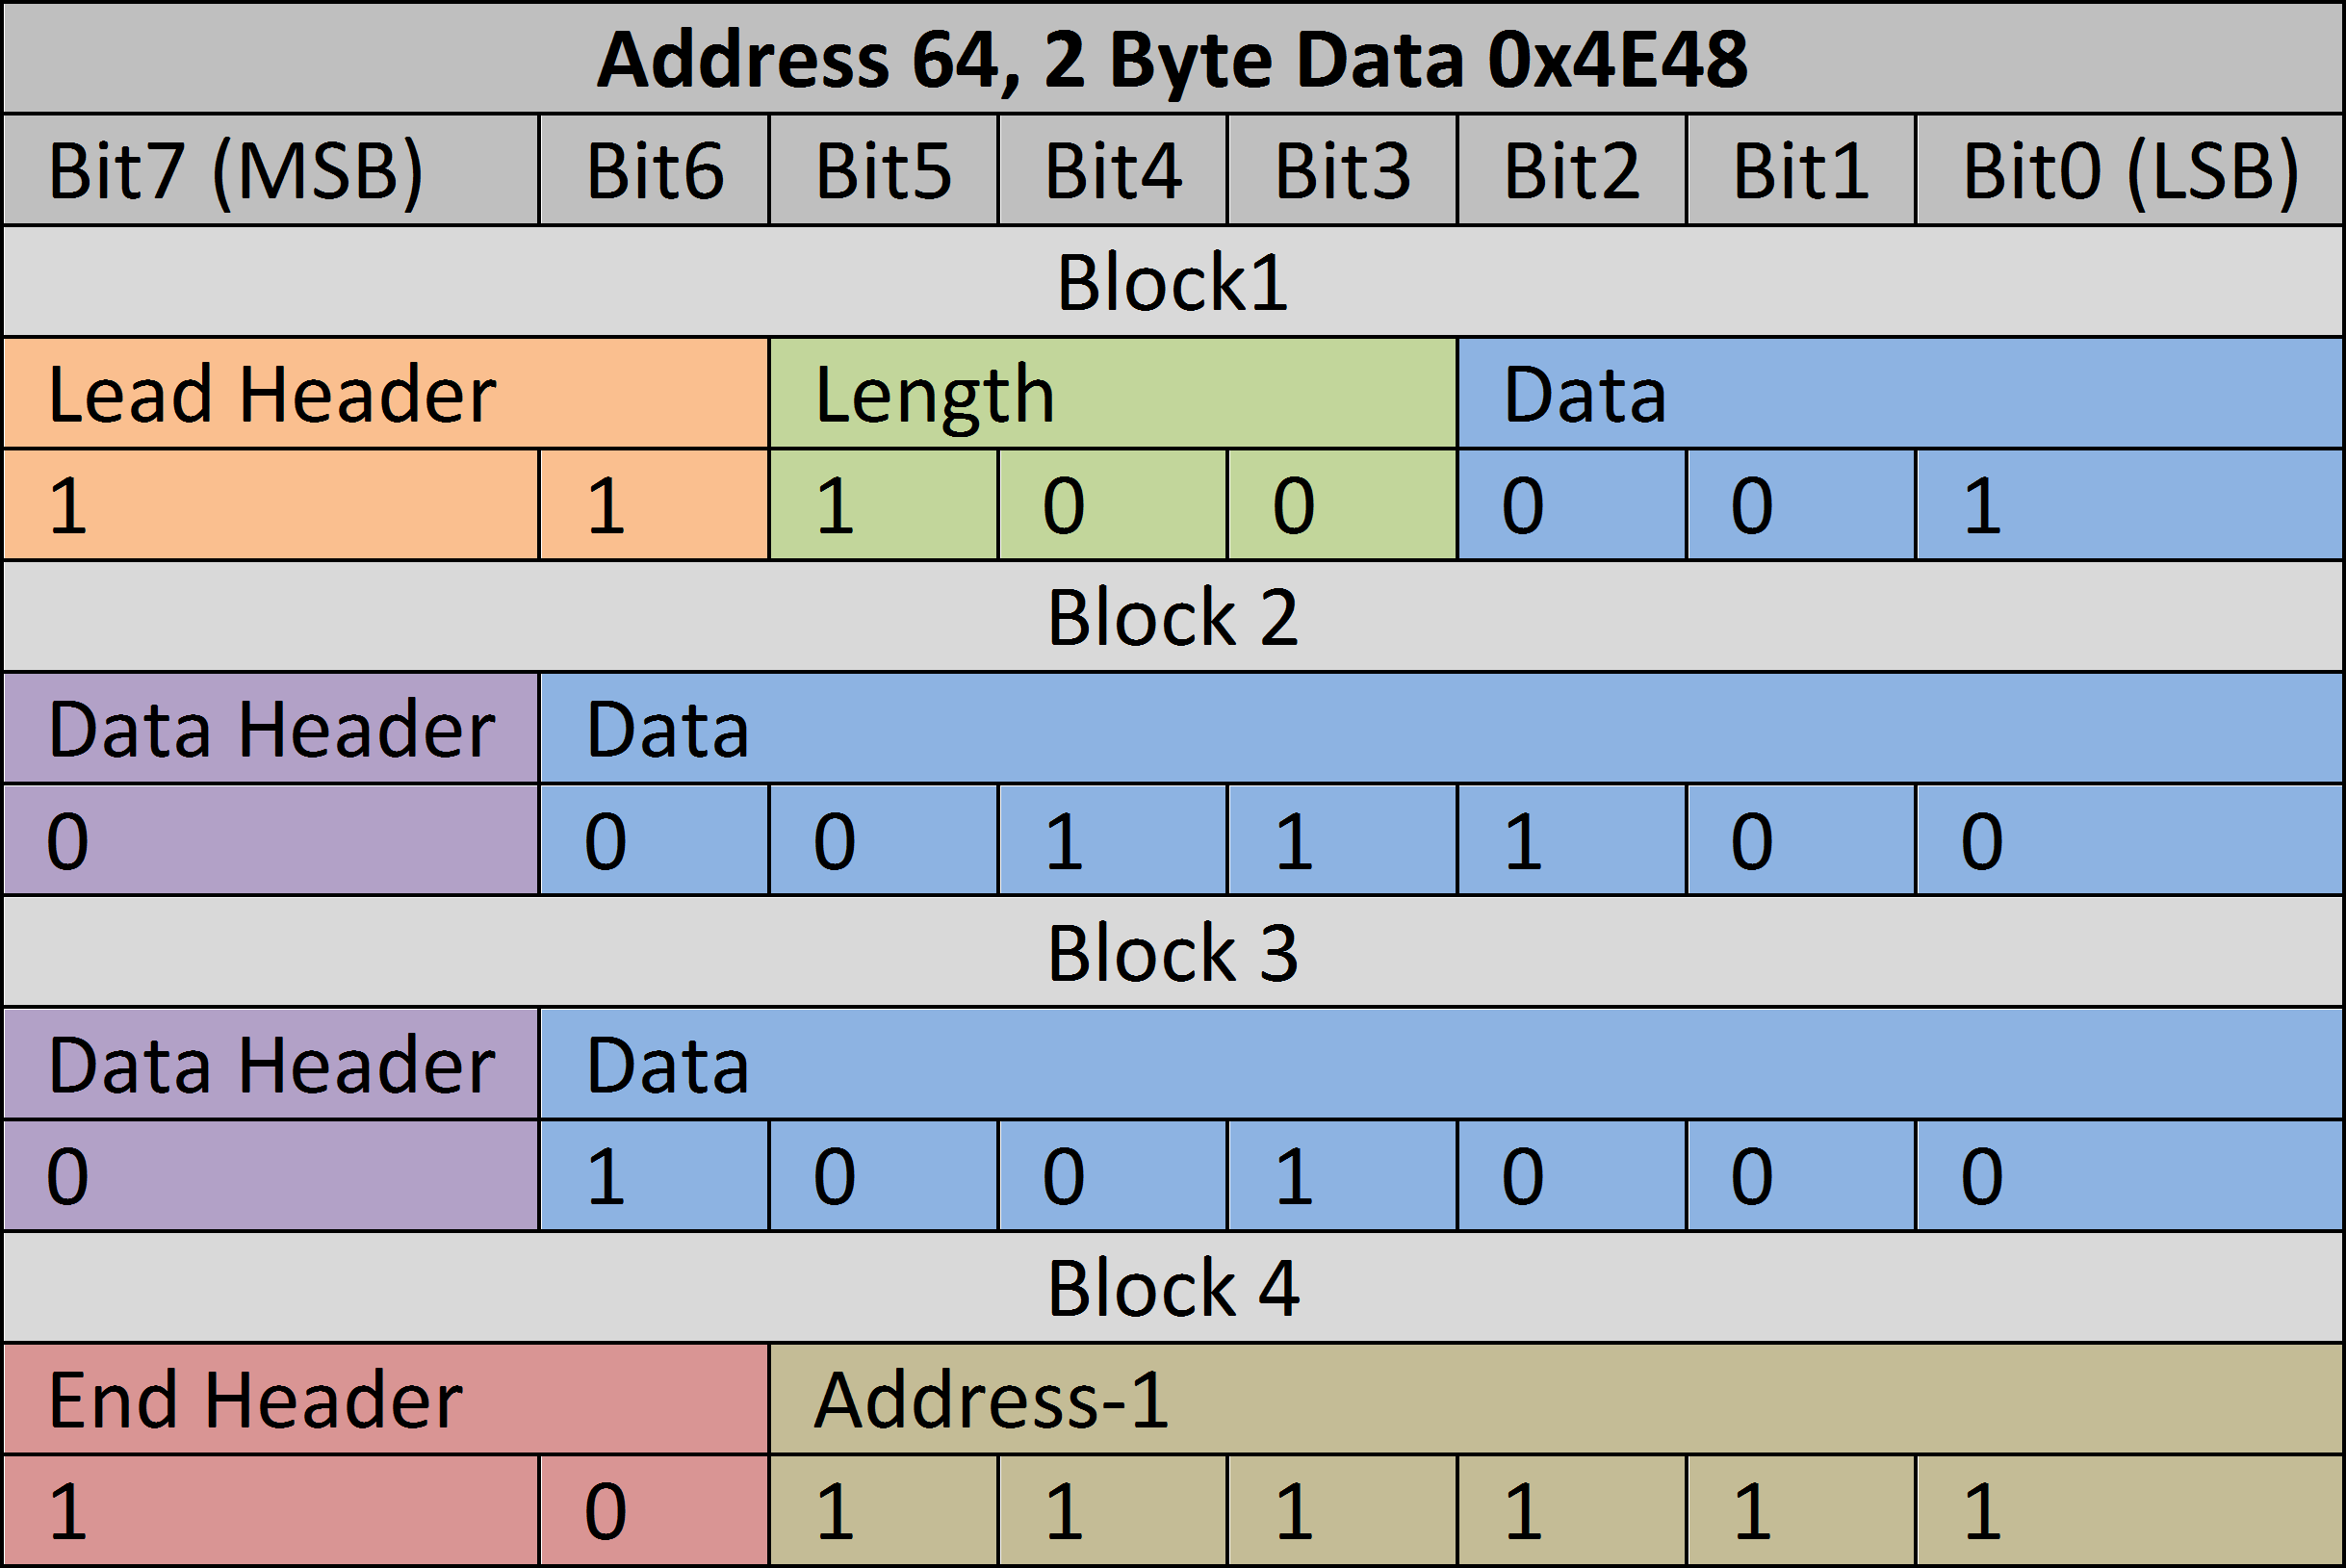 Address 64, 2 Byte Data 0x4E48
Bit7 (MSB) Bit6 Bit5 Bit4 Bit3 Bit2 Bit1 Bit0 (LSB)
Block1
Lead Header Length Data
1 1 1 0 0 0 0 1
Block 2
Data Header Data
0 0 0 1 1 1 0 0
Block 3
Data Header Data
0 1 0 0 1 0 0 0
Block 4
End Header Address-1
1 0 1 1 1 1 1 1